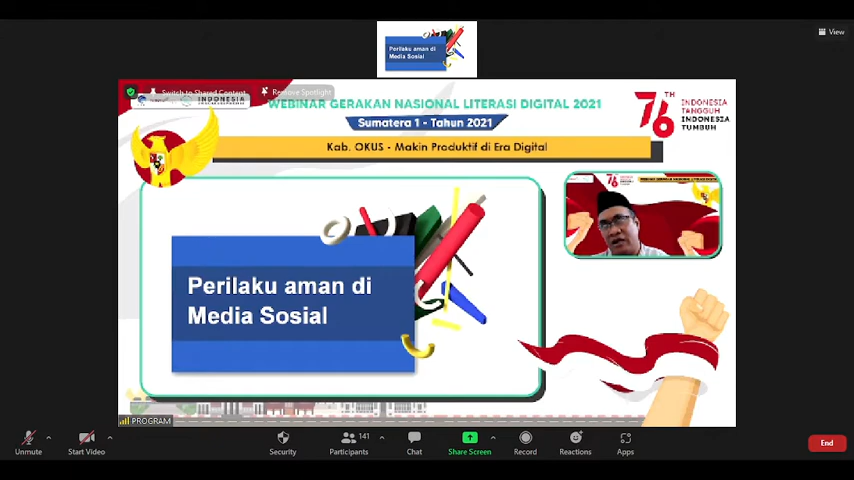 View
Perilaku aman di
Media Sosial
Switch to Shared Content
Remove Spotlight
INDONESIA
WEBINAR GERAKAN NASIONAL LITERASI DIGITAL 2021
Sumatera 1 - Tahun 2021
Kab. OKUS - Makin Produktif di Era Digital
76TH
INDONESIA
TANGGUH
INDONESIA
TUMBUH
Perilaku aman di
Media Sosial
PROGRAM
Unmute
Start Video
Security
141
Participants
Chat
Share Screen
Record
Reactions
Apps
End